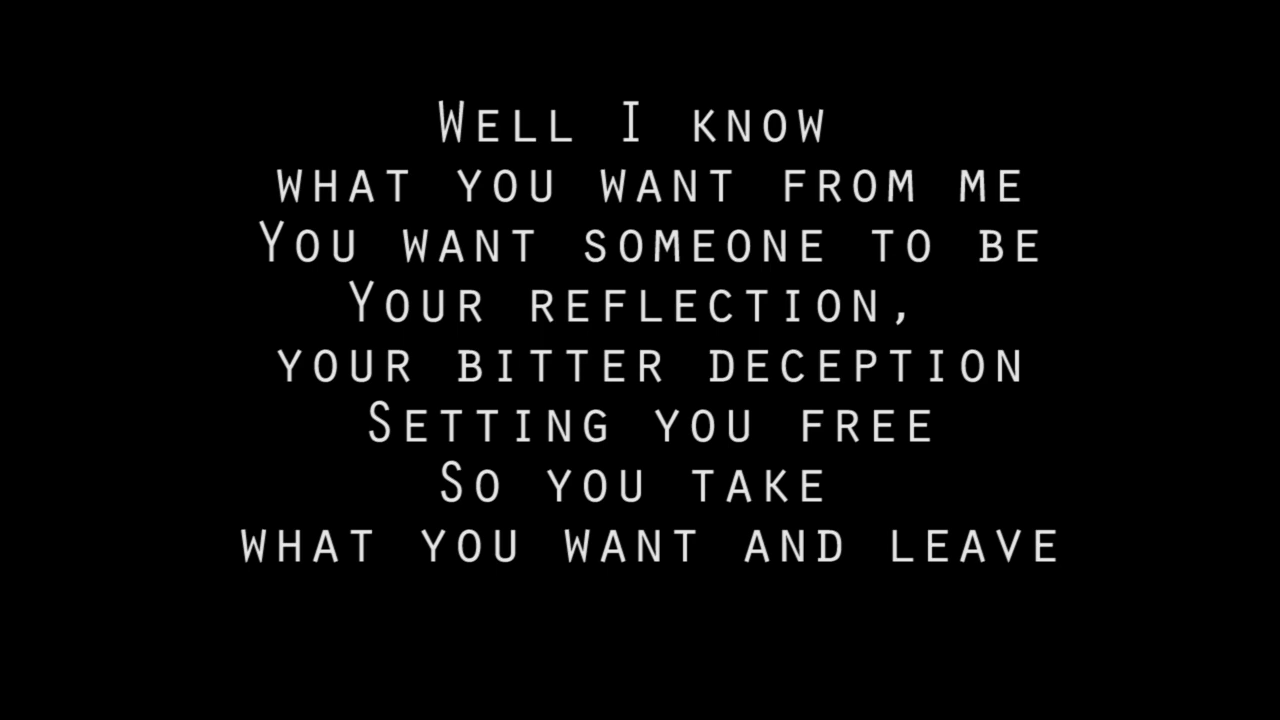 Well I know
what you want from me
You want someone to be
Your reflection,
your bitter deception
Setting you free
So you take
what you want and leave